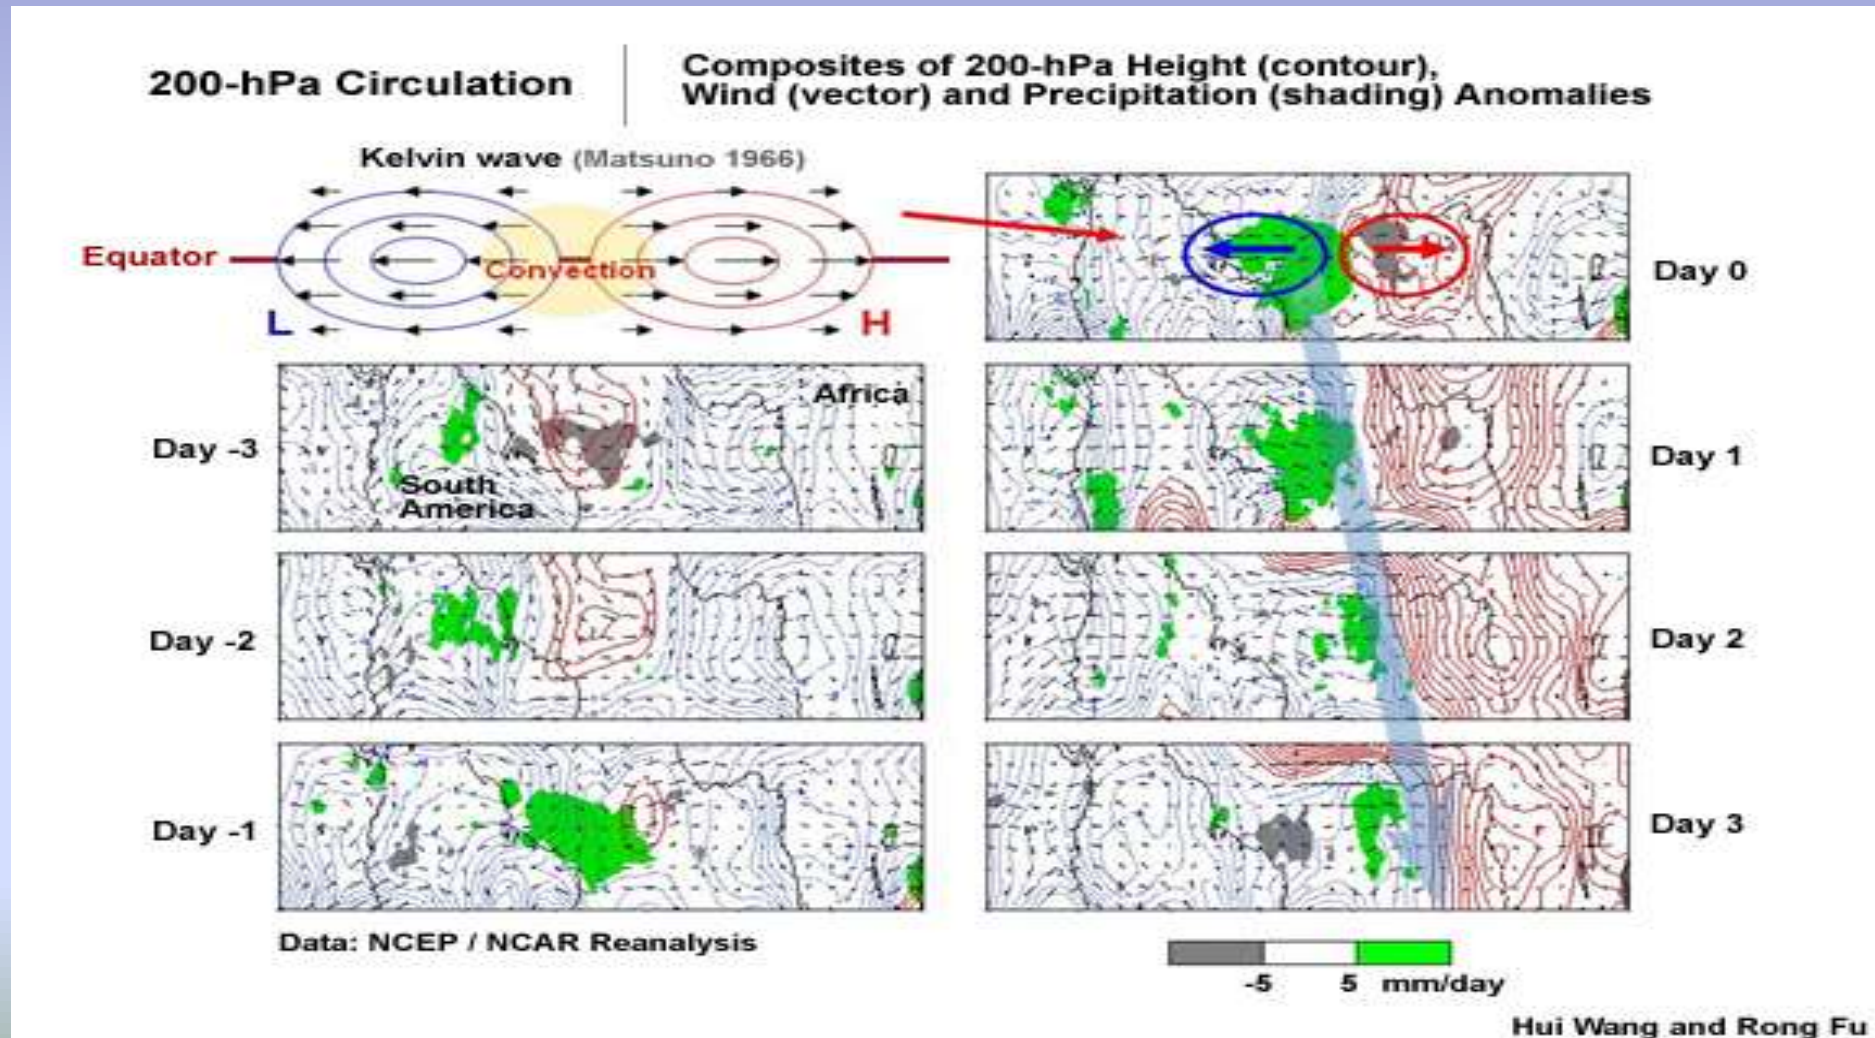 200-hPa Circulation
Composites of 200-hPa Height (contour),
Wind (vector) and Precipitation (shading) Anomalies
Kelvin wave (Matsuno 1966)
Equator
Convection
L
H
Day 0
Africa
South
America
Day -3
Day 1
Day -2
Day 2
Day -1
Day 3
Data: NCEP / NCAR Reanalysis
-5 5 mm/day
Hui Wang and Rong Fu